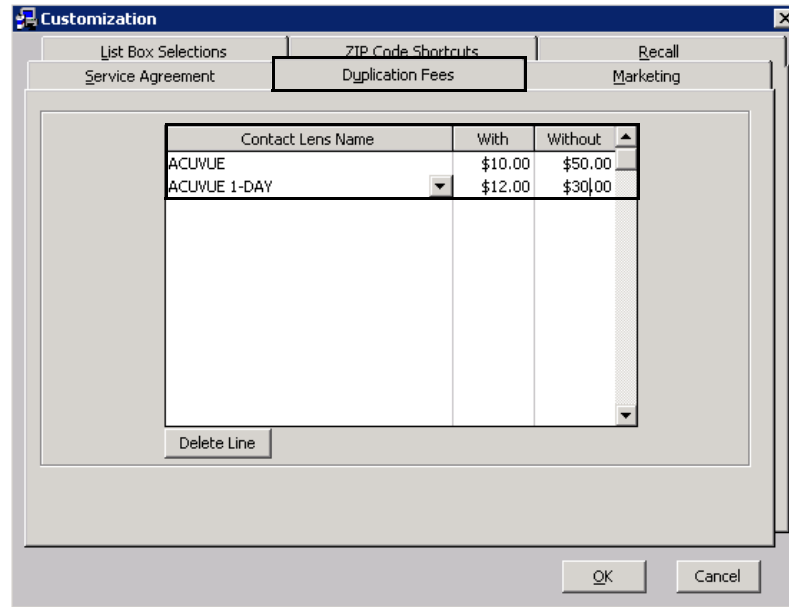 Customization
List Box Selections ZIP Code Shortcuts Recall
Service Agreement Duplication Fees Marketing
Contact Lens Name With Without
ACUVUE $10.00 $50.00
ACUVUE 1-DAY $12.00 $30.00
Delete Line
OK Cancel